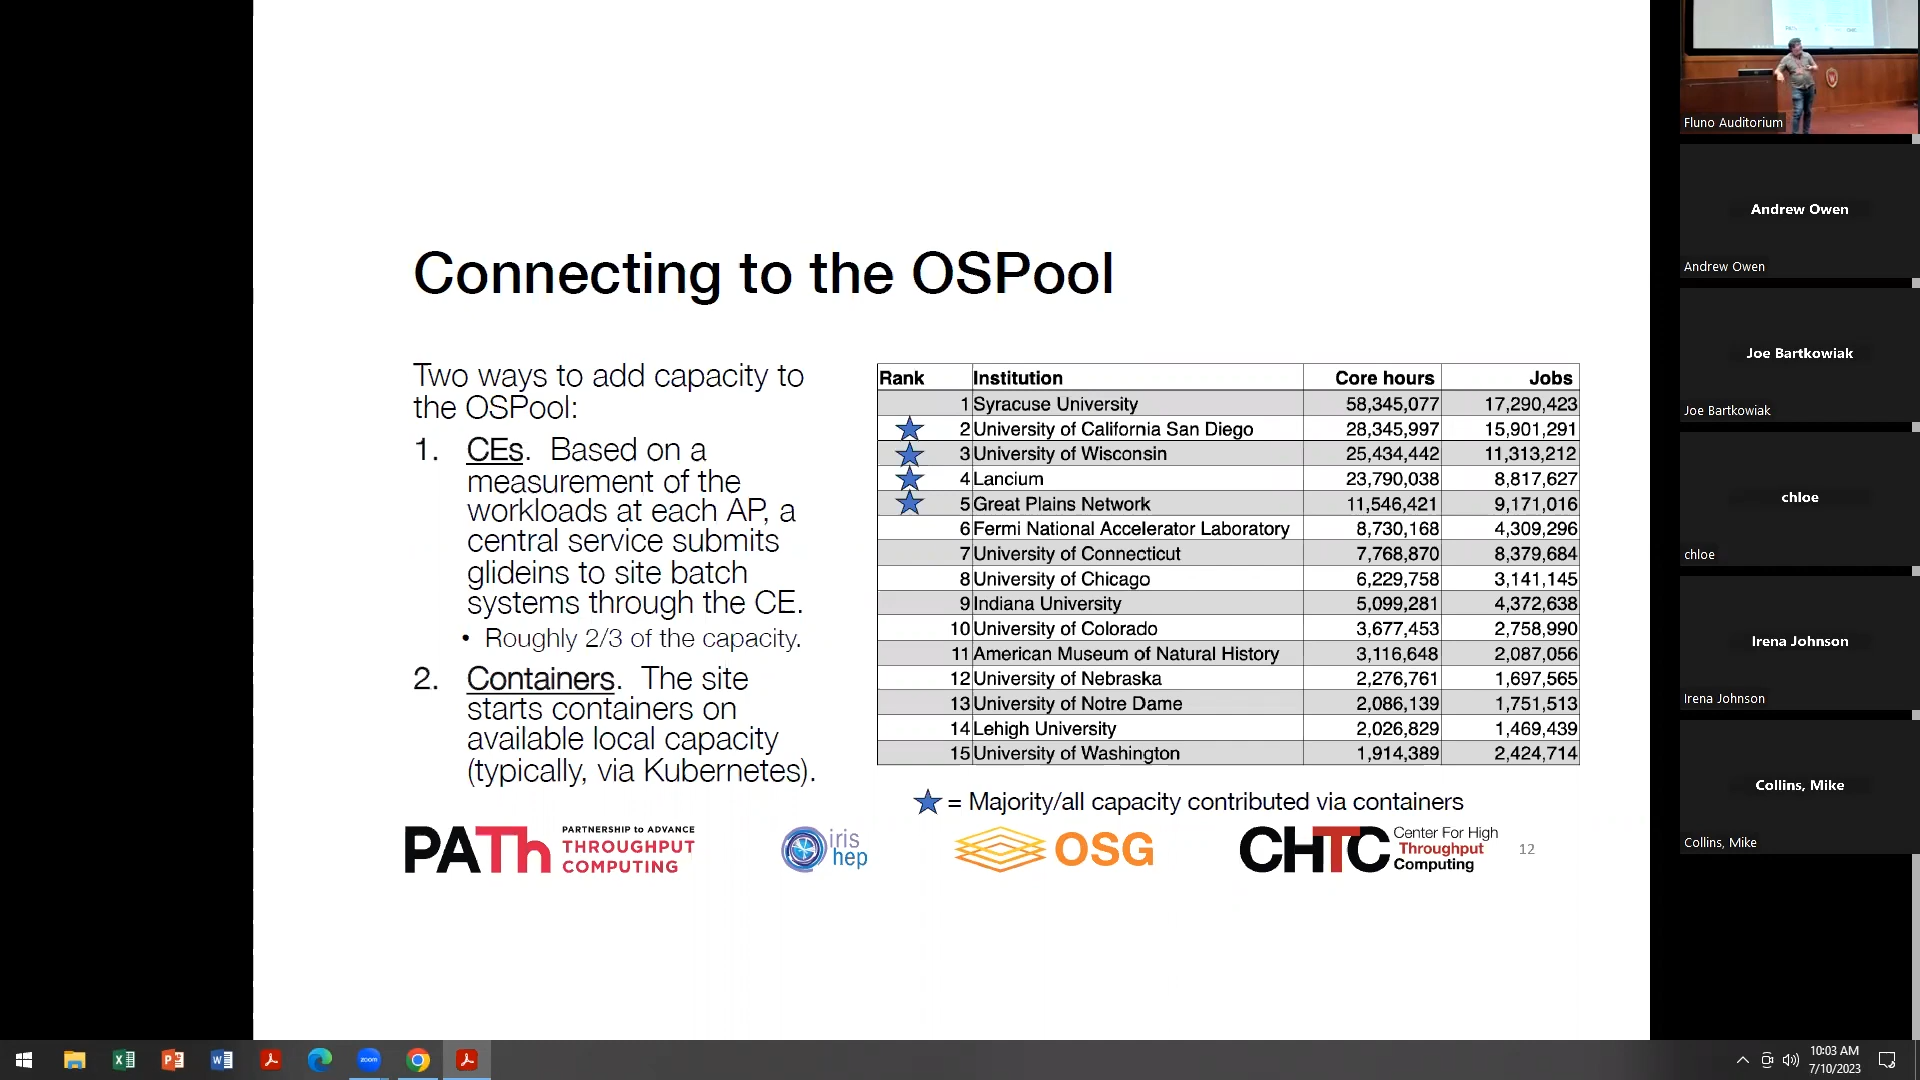 Connecting to the OSPool
Two ways to add capacity to
the OSPool:
1. CEs. Based on a
measurement of the
workloads at each AP, a
central service submits
glideins to site batch
systems through the CE.
• Roughly 2/3 of the capacity.
2. Containers. The site
starts containers on
available local capacity
(typically, via Kubernetes).
Rank Institution Core hours Jobs
1 Syracuse University 58,345,077 17,290,423
2 University of California San Diego 28,345,997 15,901,291
3 University of Wisconsin 25,434,442 11,313,212
4 Lancium 23,790,038 8,817,627
5 Great Plains Network 11,546,421 9,171,016
6 Fermi National Accelerator Laboratory 8,730,168 4,309,296
7 University of Connecticut 7,768,870 8,379,684
8 University of Chicago 6,229,758 3,141,145
9 Indiana University 5,099,281 4,372,638
10 University of Colorado 3,677,453 2,758,990
11 American Museum of Natural History 3,116,648 2,087,056
12 University of Nebraska 2,276,761 1,697,565
13 University of Notre Dame 2,086,139 1,751,513
14 Lehigh University 2,026,829 1,469,439
15 University of Washington 1,914,389 2,424,714
= Majority/all capacity contributed via containers
PATh
PARTNERSHIP to ADVANCE
THROUGHPUT
COMPUTING
iris
hep
OSG
CHTC
Center For High
Throughput
Computing
12
Fluno Auditorium
Andrew Owen
Andrew Owen
Joe Bartkowiak
Joe Bartkowiak
chloe
chloe
Irena Johnson
Irena Johnson
Collins, Mike
Collins, Mike
zoom
10:03 AM
7/10/2023